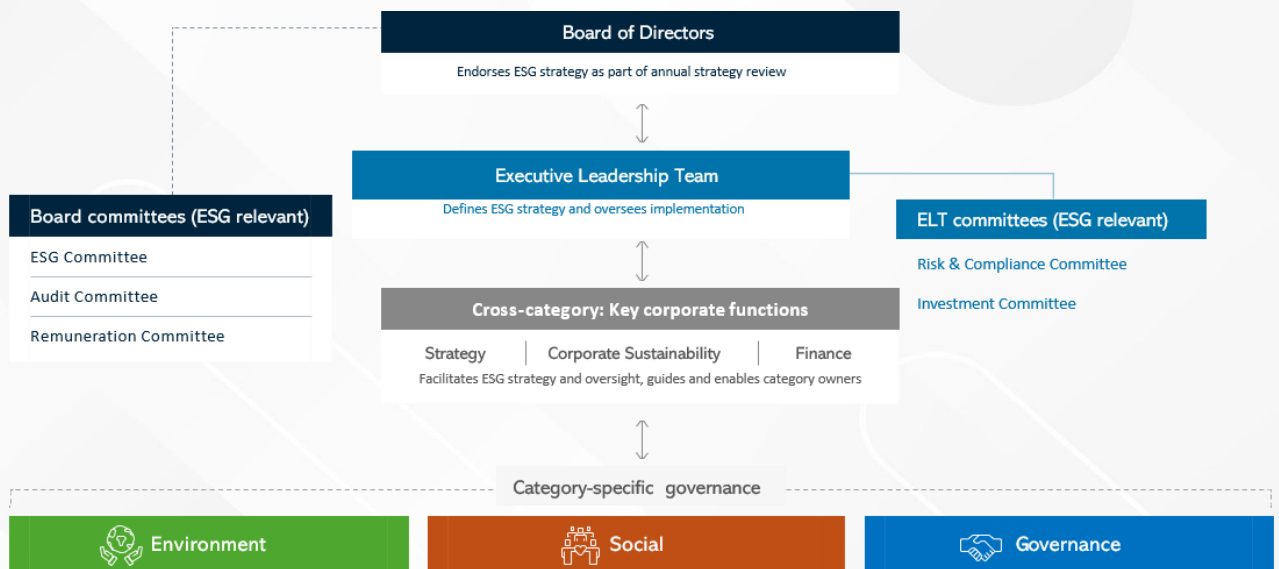 Board of Directors
Endorses ESG strategy as part of annual strategy review
Executive Leadership Team
Defines ESG strategy and oversees implementation
Board committees (ESG relevant)
ESG Committee
Audit Committee
Remuneration Committee
ELT committees (ESG relevant)
Risk & Compliance Committee
Investment Committee
Cross-category: Key corporate functions
Strategy Corporate Sustainability Finance
Facilitates ESG strategy and oversight, guides and enables category owners
Category-specific governance
Environment Social Governance